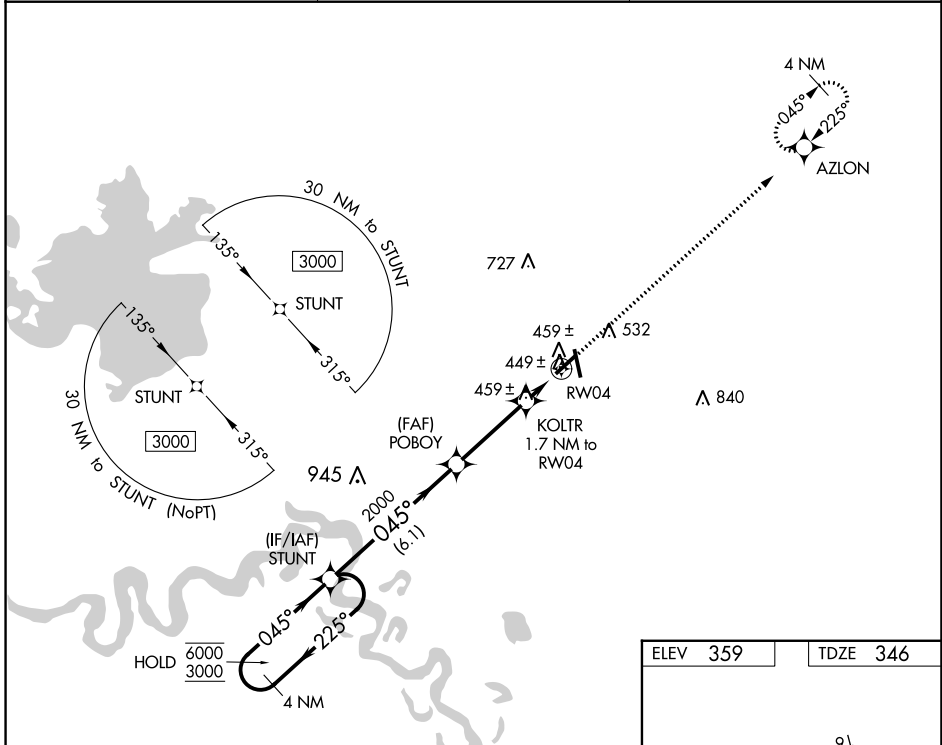 4 NM
045°
225°
AZLON
30 NM to STUNT
135°
3000
STUNT
315°
727
135°
STUNT
3000
315°
30 NM to STUNT (NoPT)
459 ±
532
449 ±
459 ±
RW04
840
KOLTR
1.7 NM to
RW04
(FAF)
POBOY
945
2000
045°
(6.1)
(IF/IAF)
STUNT
045°
225°
HOLD
6000
3000
4 NM
ELEV 359
TDZE 346